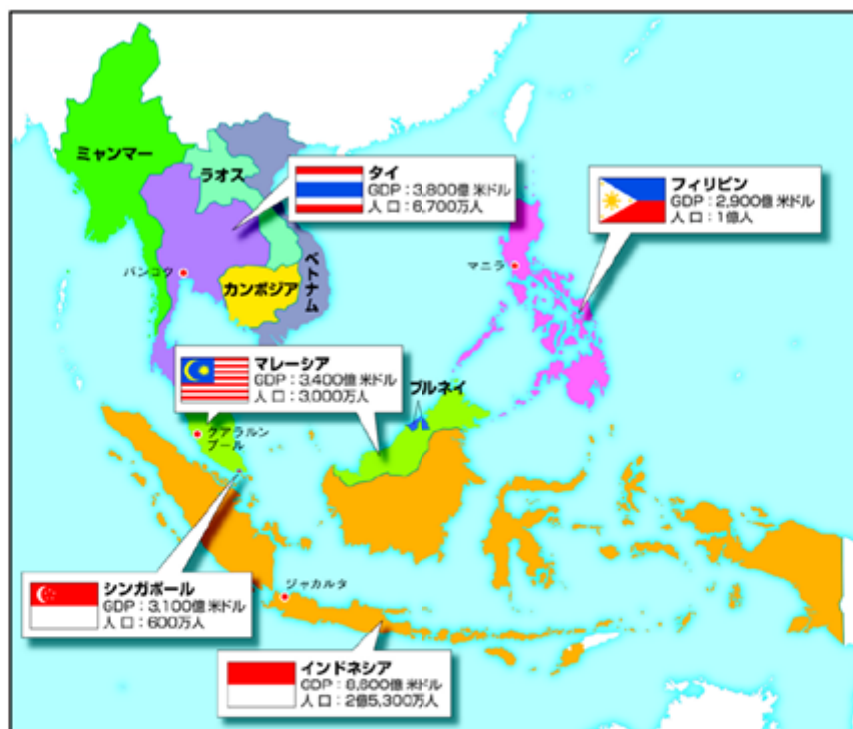 ミャンマー
ラオス
タイ
GDP：3,800億 米ドル
人 口：6,700万人
フィリピン
GDP：2,900億 米ドル
人 口：1億人
バンコク
カンボジア
ベトナム
マニラ
マレーシア
GDP：3,400億 米ドル
人 口：3,000万人
ブルネイ
クアラルン
プール
シンガポール
GDP：3,100億 米ドル
人 口：600万人
ジャカルタ
インドネシア
GDP：8,600億 米ドル
人 口：2億5,300万人